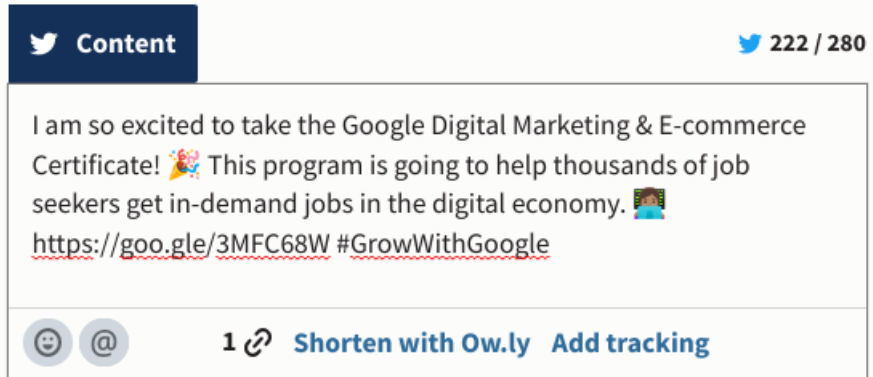 Content
222 / 280
I am so excited to take the Google Digital Marketing & E-commerce
Certificate! 🎉 This program is going to help thousands of job
seekers get in-demand jobs in the digital economy. 👩🏽‍💻
https://goo.gle/3MFC68W #GrowWithGoogle
@
1
Shorten with Ow.ly Add tracking